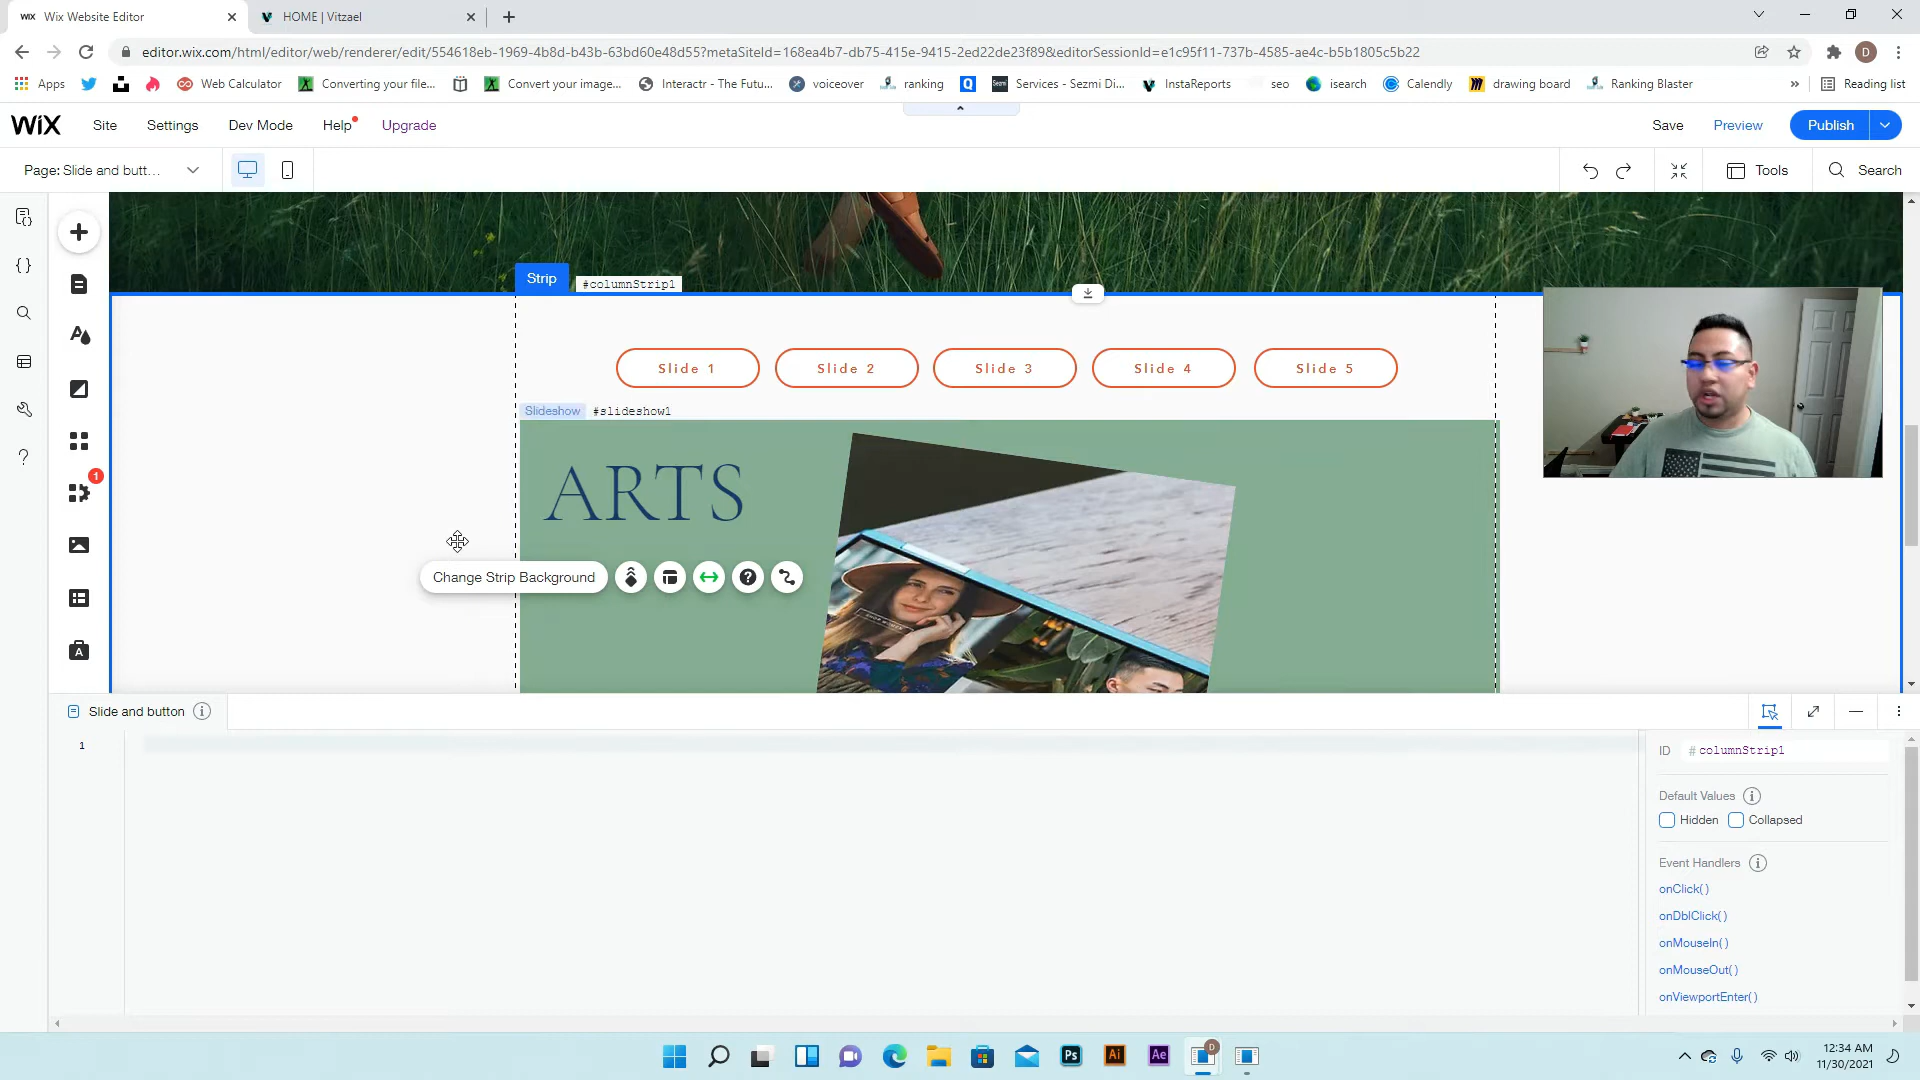 Wix Website Editor
HOME | Vitzael
editor.wix.com/html/editor/web/renderer/edit/554618eb-1969-4b8d-b43b-63bd60e48d55?metaSiteId=168ea4b7-db75-415e-9415-2ed22de23f89&editorSessionId=e1c95f11-737b-4585-ae4c-b5b1805c5b22
D
Apps
Web Calculator
Converting your file...
Convert your image...
Interactr - The Futu...
voiceover
ranking
Services - Sezmi Di...
InstaReports
seo
isearch
Calendly
drawing board
Ranking Blaster
»
Reading list
WIX
Site
Settings
Dev Mode
Help
Upgrade
Save
Preview
Publish
Page: Slide and butt...
Tools
Search
Strip
#columnStrip1
Slide 1
Slide 2
Slide 3
Slide 4
Slide 5
Slideshow
#slideshow1
ARTS
1
Change Strip Background
Slide and button
1
ID
# columnStrip1
Default Values
Hidden
Collapsed
Event Handlers
onClick()
onDblClick()
onMouseIn()
onMouseOut()
onViewportEnter()
Ps
Ai
Ae
D
12:34 AM
11/30/2021